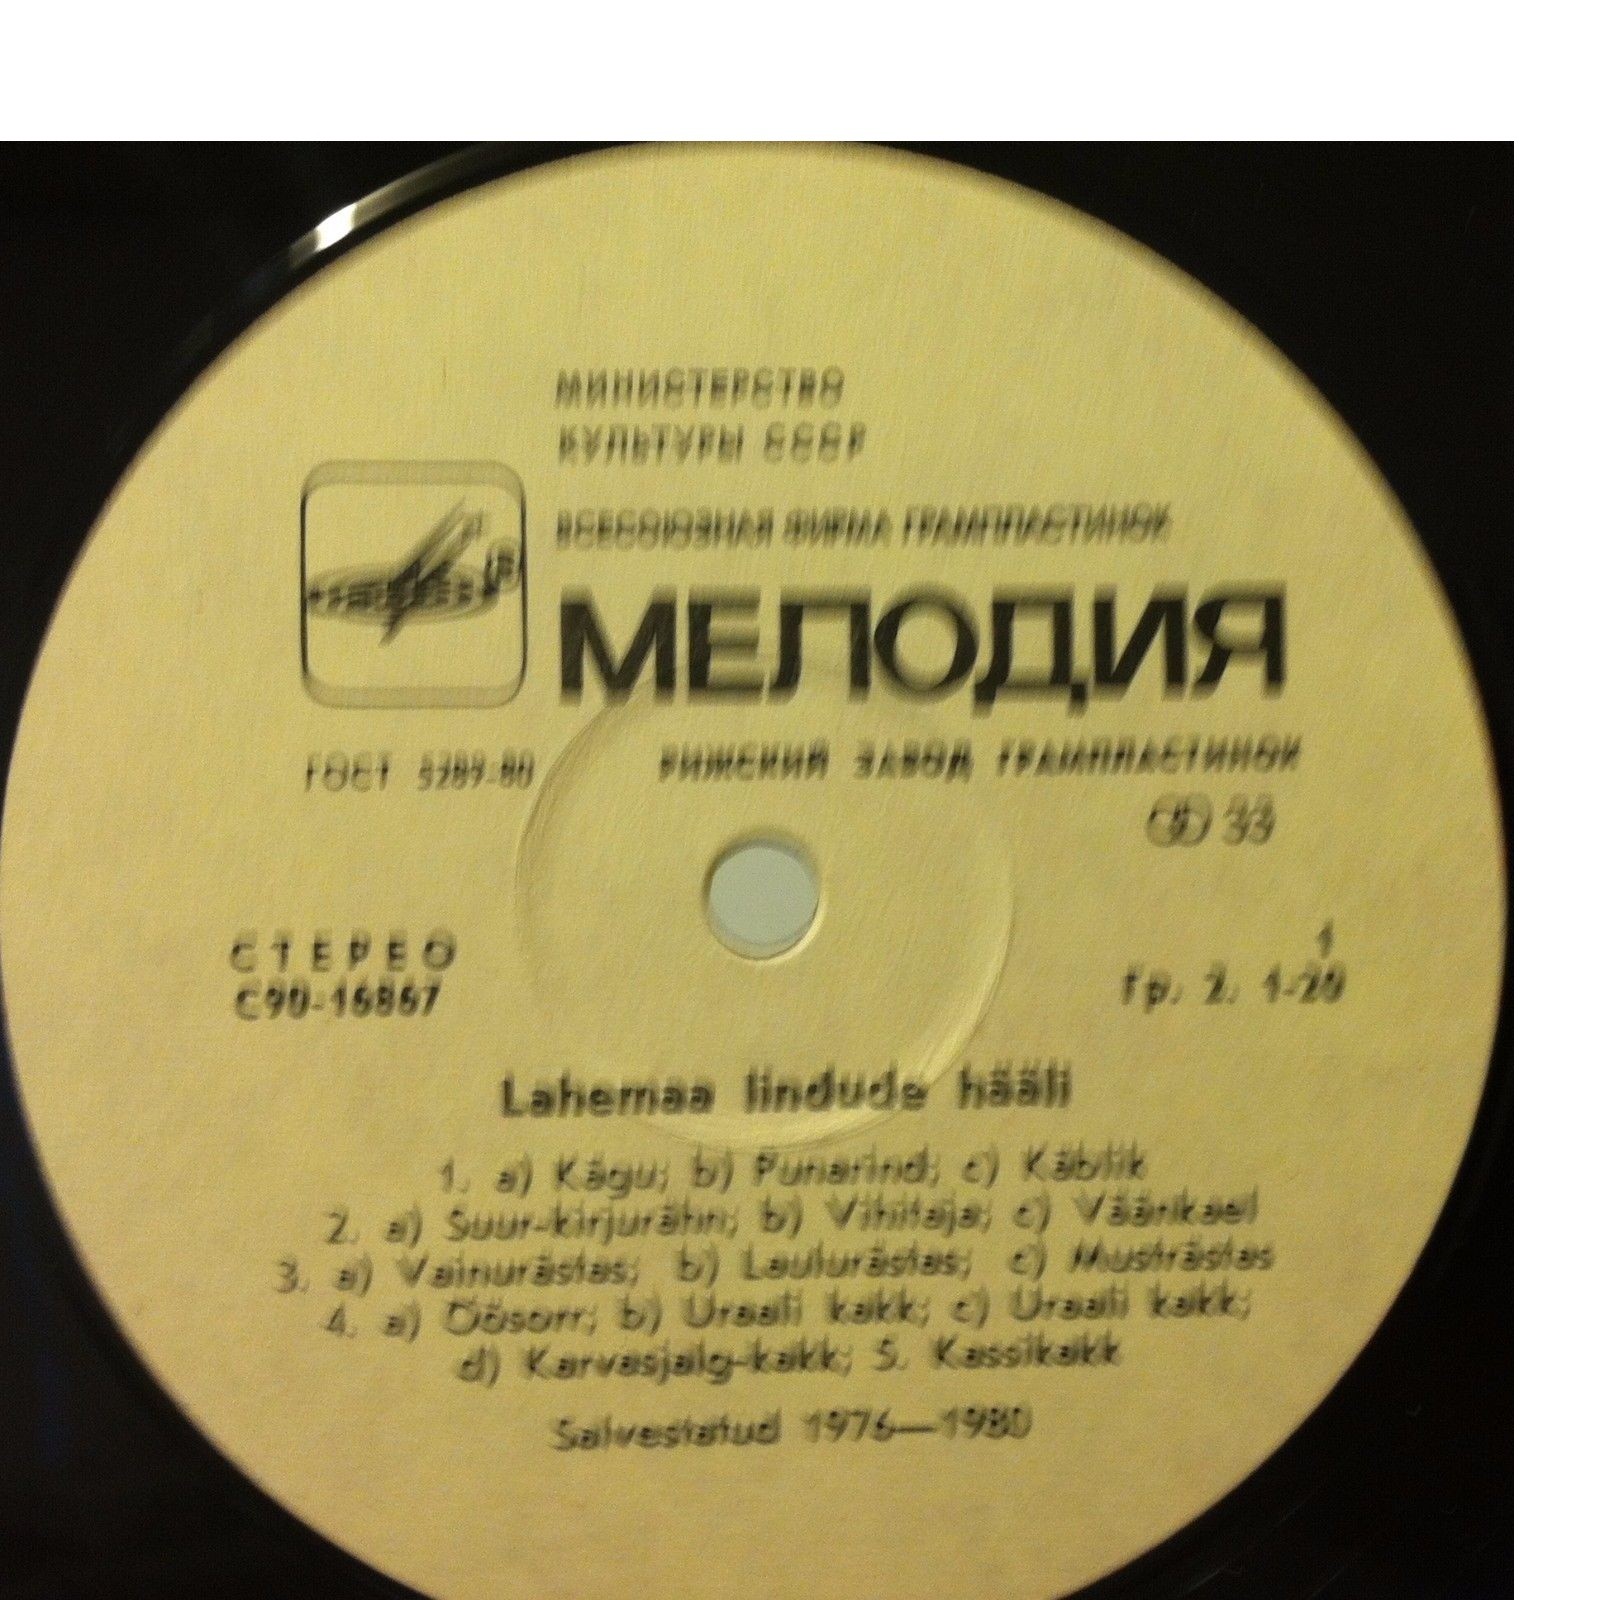 МИНИСТЕРСТВО
КУЛЬТУРЫ СССР
ВСЕСОЮЗНАЯ ФИРМА ГРАМПЛАСТИНОК
МЕЛОДИЯ
ГОСТ 5289-80
РИЖСКИЙ ЗАВОД ГРАМПЛАСТИНОК
33
СТЕРЕО
С90-16867
1
Гр. 2. 1-20
Lahemaa lindude hääli
1. a) Kägu; b) Punarind; c) Käblik
2. a) Suur-kirjurähn; b) Vihitaja; c) Väänkael
3. a) Vainurästas; b) Laulurästas; c) Musträstas
4. a) Öösorr; b) Uraali kakk; c) Uraali kakk;
d) Karvasjalg-kakk; 5. Kassikakk
Salvestatud 1976—1980